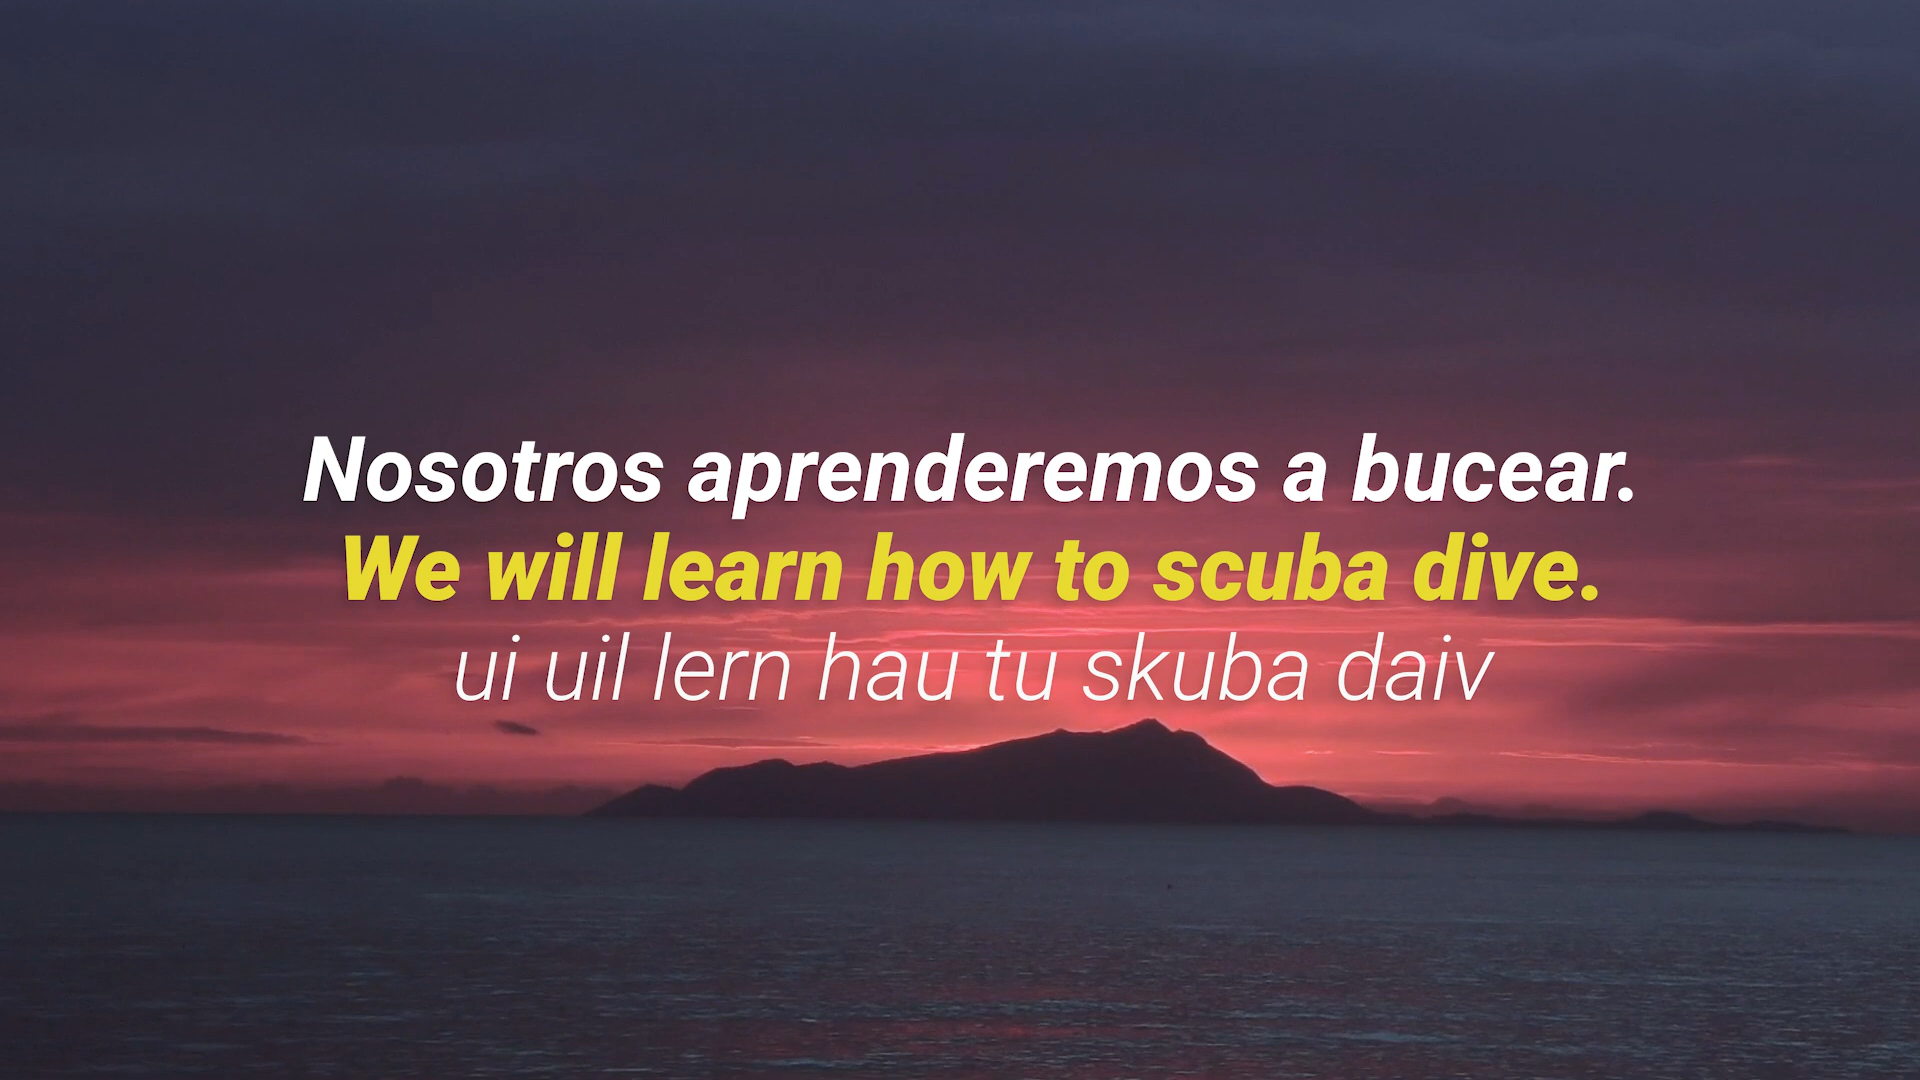 Nosotros aprenderemos a bucear.
We will learn how to scuba dive.
ui uil lern hau tu skuba daiv